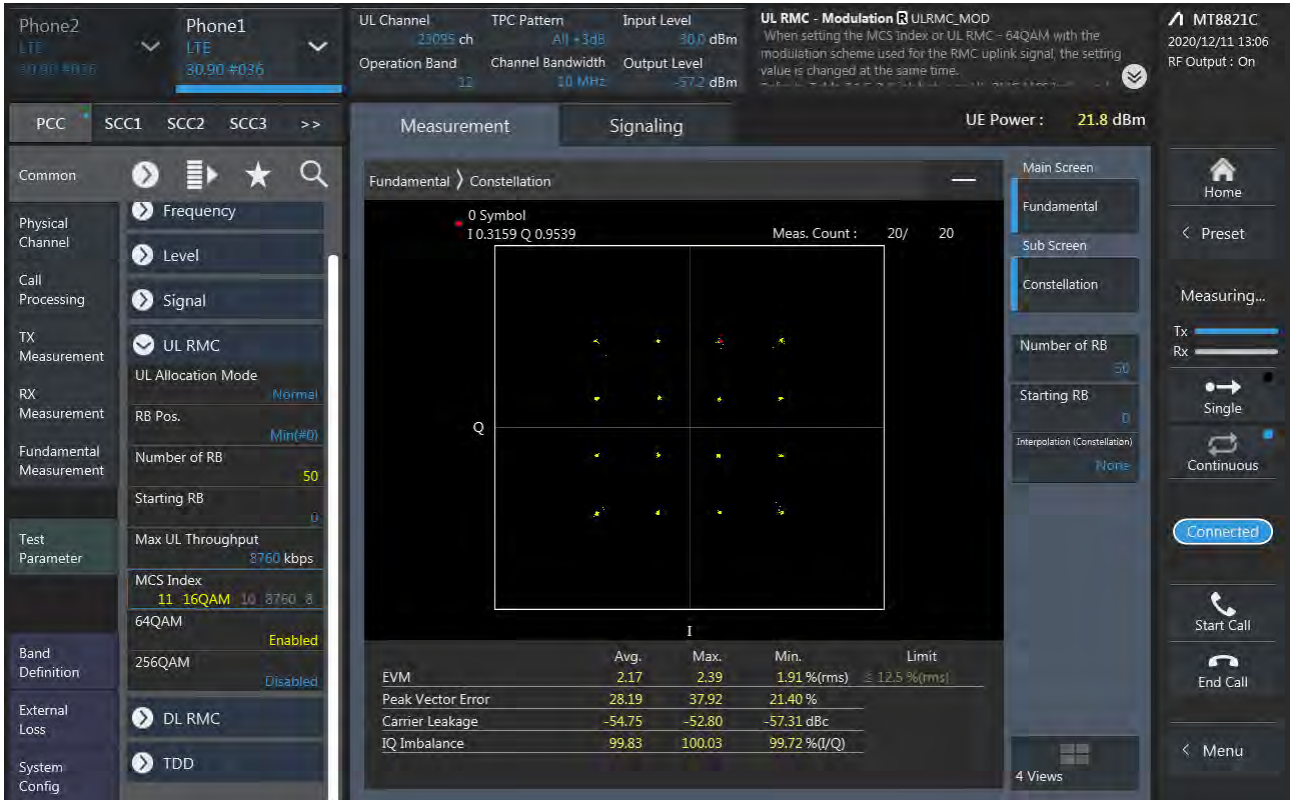 Phone2
LTE
30.90 #036
Phone1
LTE
30.90 #036
UL Channel
23095 ch
Operation Band
12
TPC Pattern
All +3dB
Channel Bandwidth
10 MHz
Input Level
30.0 dBm
Output Level
-57.2 dBm
UL RMC - Modulation R ULRMC_MOD
When setting the MCS Index or UL RMC - 64QAM with the
modulation scheme used for the RMC uplink signal, the setting
value is changed at the same time.
MT8821C
2020/12/11 13:06
RF Output : On
PCC SCC1 SCC2 SCC3 >>
Measurement
Signaling
UE Power : 21.8 dBm
Common
Physical
Channel
Call
Processing
TX
Measurement
RX
Measurement
Fundamental
Measurement
Test
Parameter
Band
Definition
External
Loss
System
Config
Frequency
Level
Signal
UL RMC
UL Allocation Mode
Normal
RB Pos.
Min(#0)
Number of RB
50
Starting RB
0
Max UL Throughput
8760 kbps
MCS Index
11 16QAM 10 8760 8
64QAM
Enabled
256QAM
Disabled
DL RMC
TDD
Fundamental 〉Constellation
0 Symbol
I 0.3159 Q 0.9539
Meas. Count : 20/ 20
Q
I
Avg. Max. Min. Limit
EVM 2.17 2.39 1.91 %(rms) ≤ 12.5 %(rms)
Peak Vector Error 28.19 37.92 21.40 %
Carrier Leakage -54.75 -52.80 -57.31 dBc
IQ Imbalance 99.83 100.03 99.72 %(I/Q)
Main Screen
Fundamental
Sub Screen
Constellation
Number of RB
50
Starting RB
0
Interpolation (Constellation)
None
4 Views
Home
< Preset
Measuring...
Tx
Rx
Single
Continuous
Connected
Start Call
End Call
< Menu